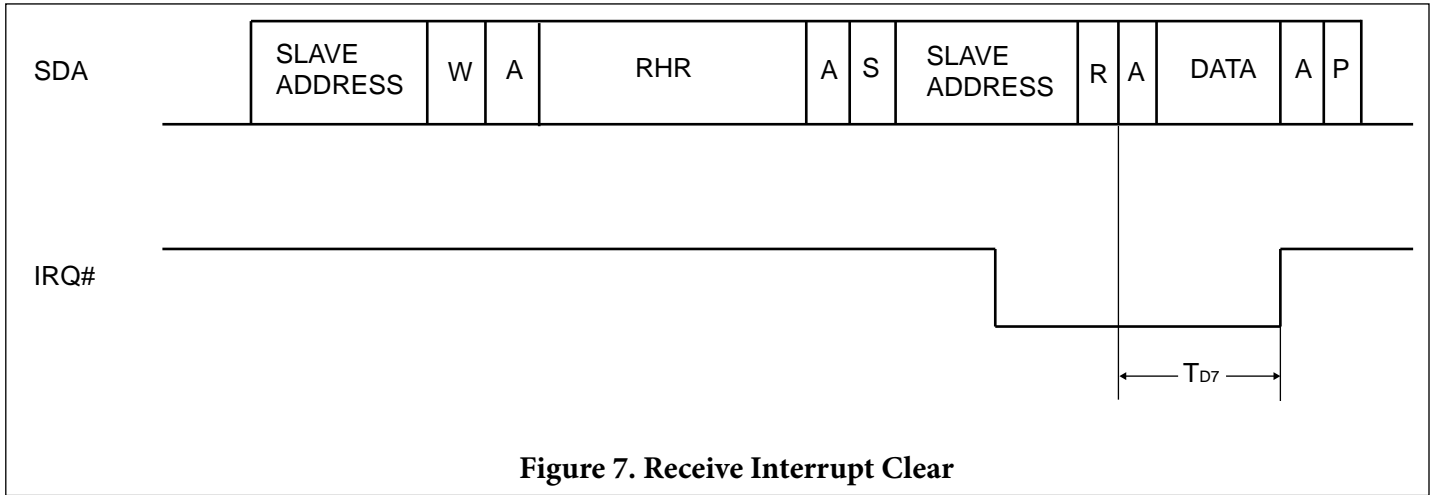 SDA
SLAVE ADDRESS
W
A
RHR
A
S
SLAVE ADDRESS
R
A
DATA
A
P
IRQ#
TD7
Figure 7. Receive Interrupt Clear